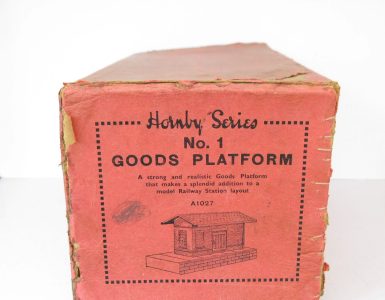 Hornby Series
No. 1
GOODS PLATFORM
A strong and realistic Goods Platform
that makes a splendid addition to a
model Railway Station layout
A1027